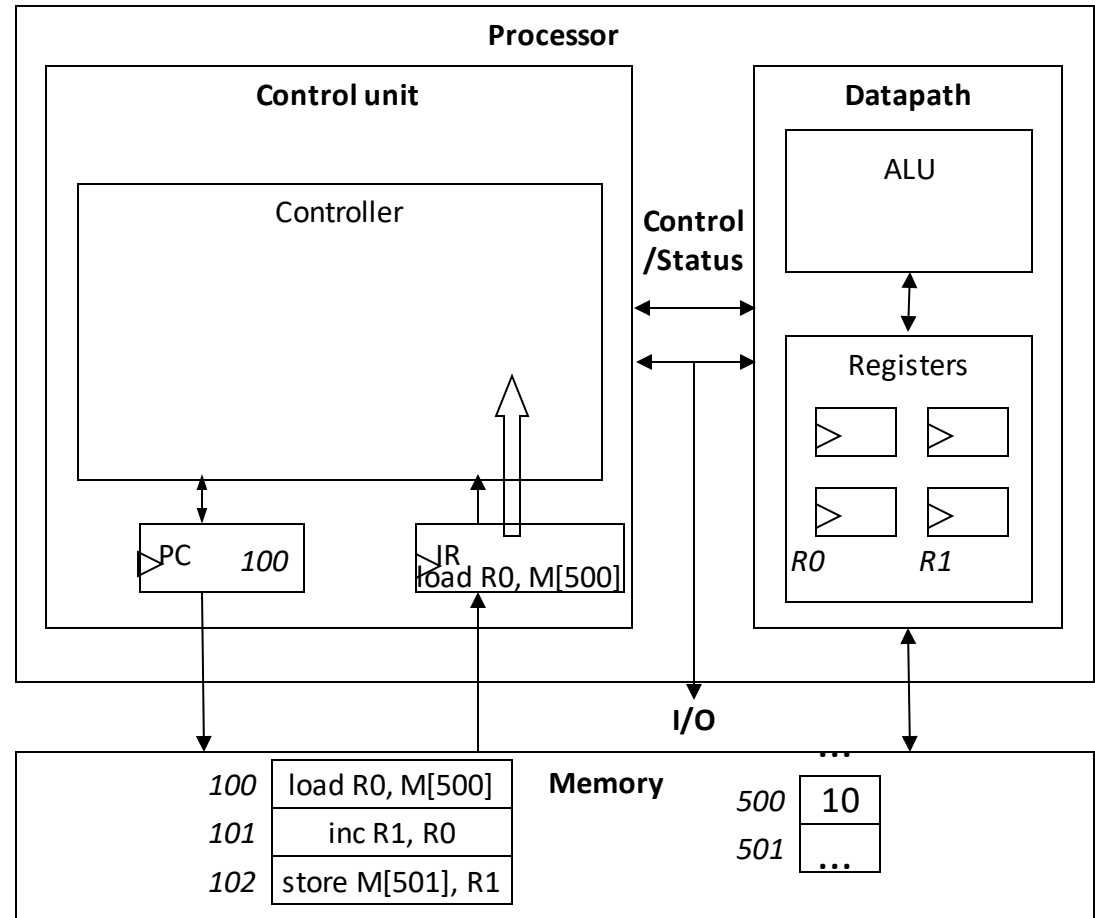 Processor
Control unit
Datapath
Controller
ALU
Control
/Status
Registers
PC
100
IR
load R0, M[500]
R0
R1
I/O
Memory
100
load R0, M[500]
101
inc R1, R0
102
store M[501], R1
...
500
10
501
...